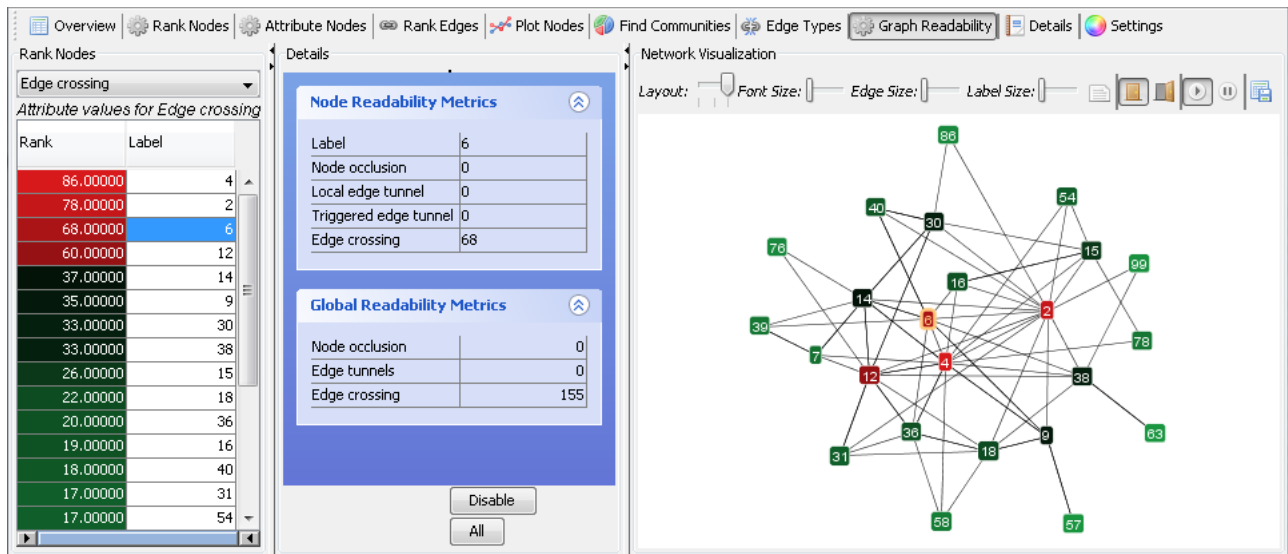 Overview Rank Nodes Attribute Nodes Rank Edges Plot Nodes Find Communities Edge Types Graph Readability Details Settings
Rank Nodes
Edge crossing
Attribute values for Edge crossing
Rank Label
86.00000 4
78.00000 2
68.00000 6
60.00000 12
37.00000 14
35.00000 9
33.00000 30
33.00000 38
26.00000 15
22.00000 18
20.00000 36
19.00000 16
18.00000 40
17.00000 31
17.00000 54
Details
Node Readability Metrics
Label 6
Node occlusion 0
Local edge tunnel 0
Triggered edge tunnel 0
Edge crossing 68
Global Readability Metrics
Node occlusion 0
Edge tunnels 0
Edge crossing 155
Disable
All
Network Visualization
Layout: Font Size: Edge Size: Label Size:
86
54
40
30
76
15
99
16
14
2
6
39
78
7
4
12
38
36
9
63
18
31
58
57